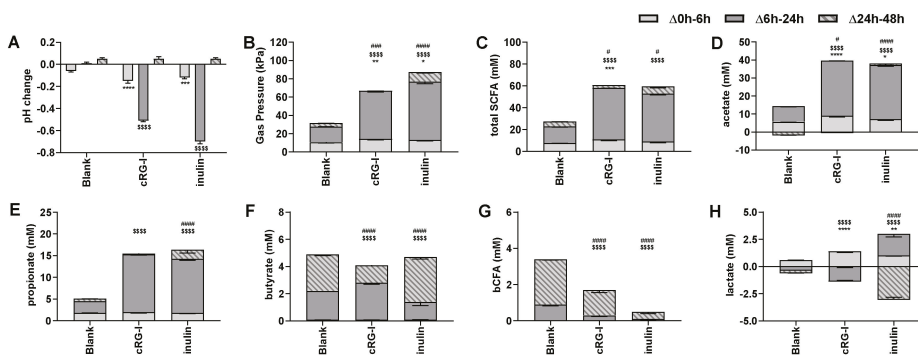 Δ0h-6h Δ6h-24h Δ24h-48h
A
pH change
0.2
0.0
-0.2
-0.4
-0.6
-0.8
****
$$$$
***
$$$$
Blank
cRG-I
inulin
B
Gas Pressure (kPa)
120
100
80
60
40
20
0
###
$$$$
**
####
$$$$
*
Blank
cRG-I
inulin
C
total SCFA (mM)
100
80
60
40
20
0
#
$$$$
***
#
$$$$
Blank
cRG-I
inulin
D
acetate (mM)
50
40
30
20
10
0
-10
#
$$$$
****
####
$$$$
*
Blank
cRG-I
inulin
E
propionate (mM)
25
20
15
10
5
0
$$$$
####
$$$$
Blank
cRG-I
inulin
F
butyrate (mM)
8
6
4
2
0
####
$$$$
####
$$$$
Blank
cRG-I
inulin
G
bCFA (mM)
6
4
2
0
####
$$$$
####
$$$$
Blank
cRG-I
inulin
H
lactate (mM)
5.0
2.5
0.0
-2.5
-5.0
$$$$
****
####
$$$$
**
Blank
cRG-I
inulin